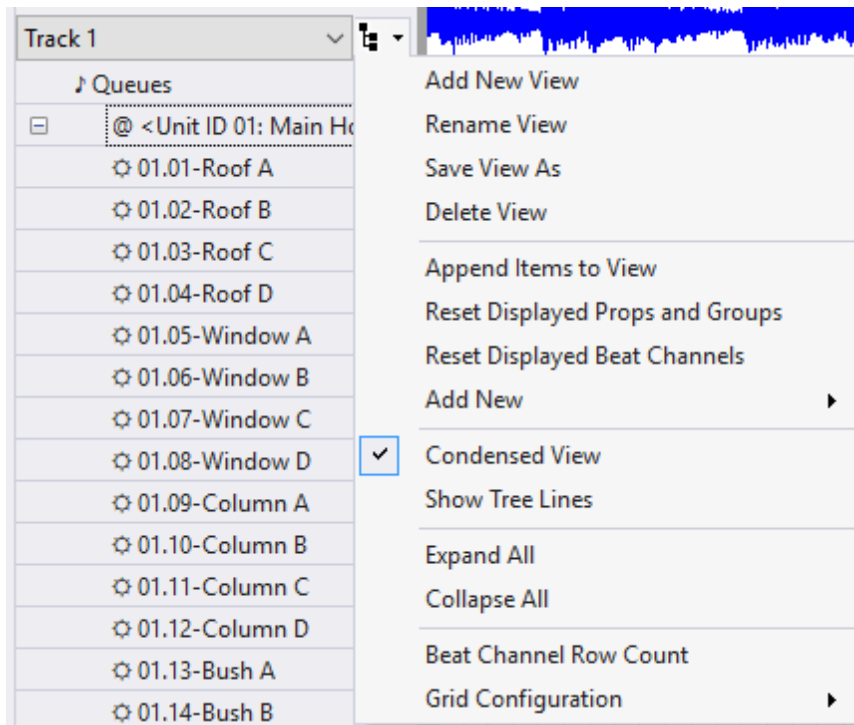 Track 1
Queues
@ <Unit ID 01: Main Ho
01.01-Roof A
01.02-Roof B
01.03-Roof C
01.04-Roof D
01.05-Window A
01.06-Window B
01.07-Window C
01.08-Window D
01.09-Column A
01.10-Column B
01.11-Column C
01.12-Column D
01.13-Bush A
01.14-Bush B
Add New View
Rename View
Save View As
Delete View
Append Items to View
Reset Displayed Props and Groups
Reset Displayed Beat Channels
Add New
Condensed View
Show Tree Lines
Expand All
Collapse All
Beat Channel Row Count
Grid Configuration